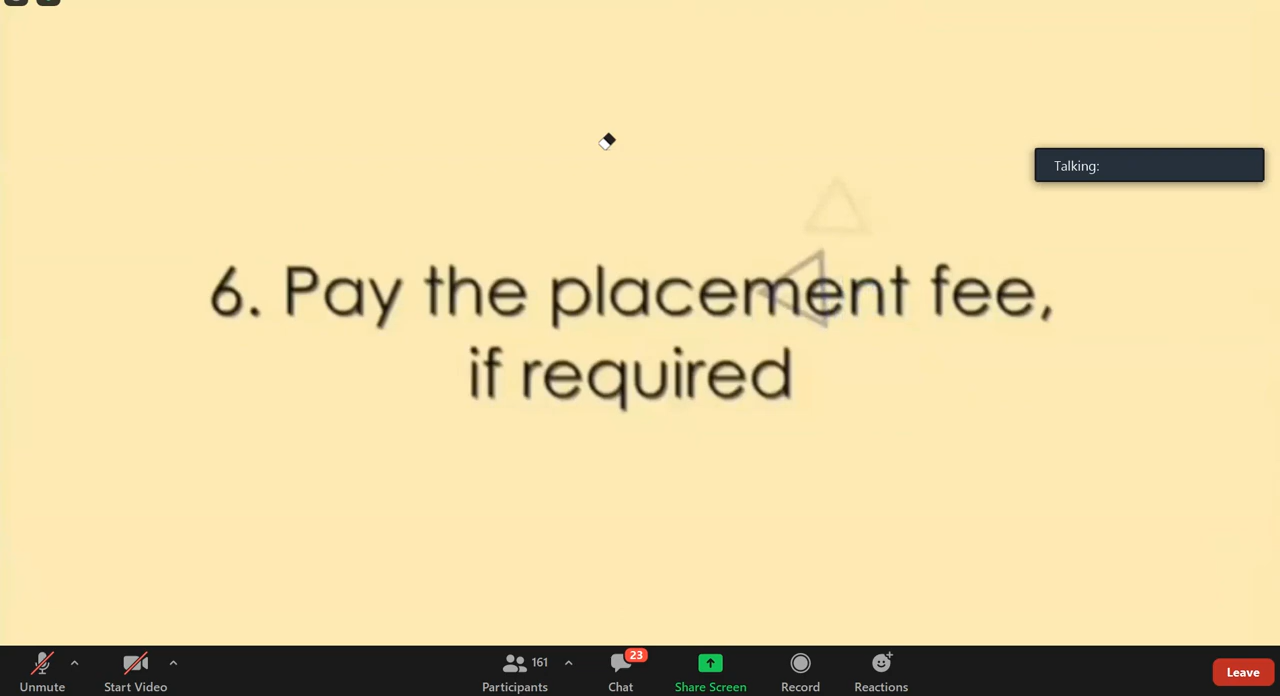 Talking:
6. Pay the placement fee,
if required
161
23
Unmute
Start Video
Participants
Chat
Share Screen
Record
Reactions
Leave